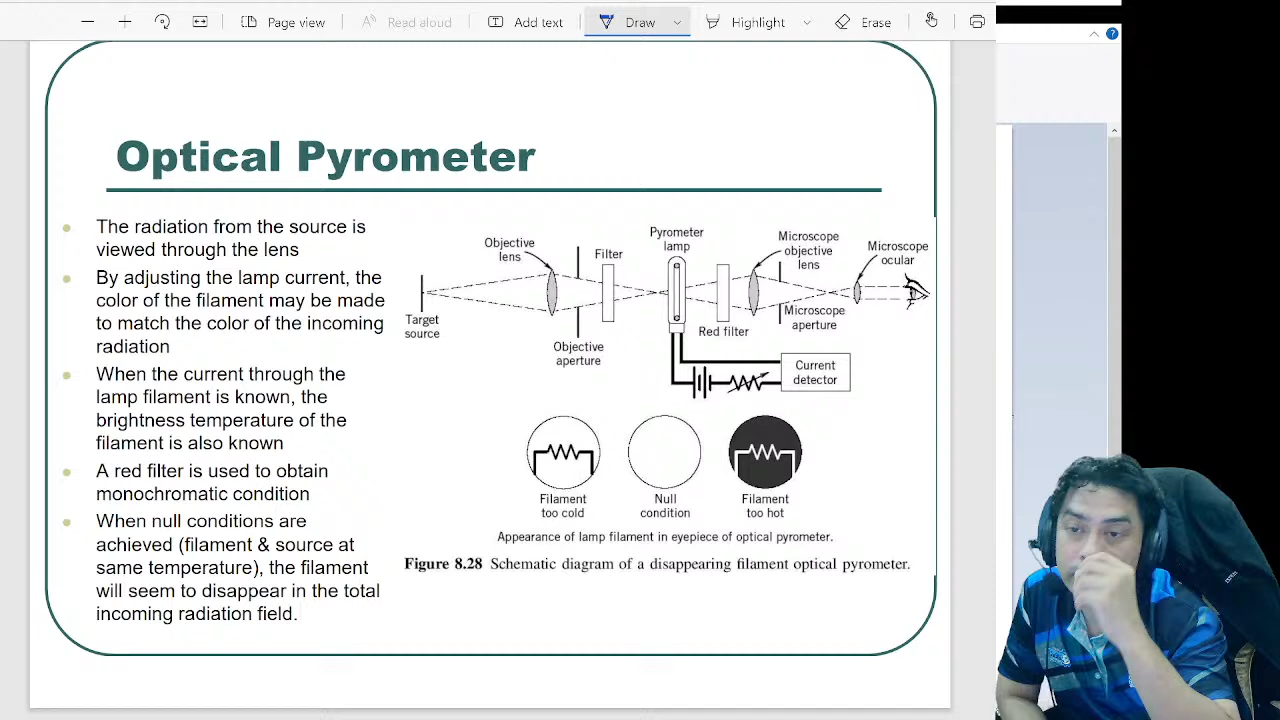 Page view
Read aloud
Add text
Draw
Highlight
Erase
?
Optical Pyrometer
The radiation from the source is
viewed through the lens
By adjusting the lamp current, the
color of the filament may be made
to match the color of the incoming
radiation
When the current through the
lamp filament is known, the
brightness temperature of the
filament is also known
A red filter is used to obtain
monochromatic condition
When null conditions are
achieved (filament & source at
same temperature), the filament
will seem to disappear in the total
incoming radiation field.
Objective
lens
Filter
Pyrometer
lamp
Microscope
objective
lens
Microscope
ocular
Target
source
Objective
aperture
Red filter
Microscope
aperture
Current
detector
Filament
too cold
Null
condition
Filament
too hot
Appearance of lamp filament in eyepiece of optical pyrometer.
Figure 8.28 Schematic diagram of a disappearing filament optical pyrometer.